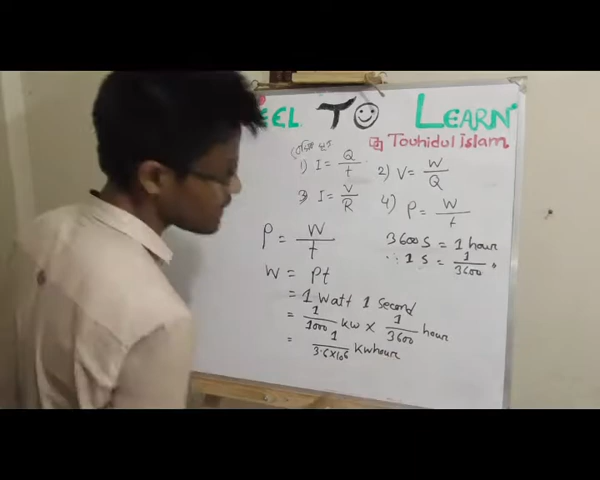 EEL TO LEARN
Touhidul islam
1) I = Q/t
2) V = W/Q
3) I = V/R
4) P = W/t
3600 s = 1 hour
∴ 1 s = 1/3600 "
P = W/t
W = Pt
= 1 watt 1 second
= 1/1000 kw × 1/3600 hour
= 1/3.6×10⁶ kwhour